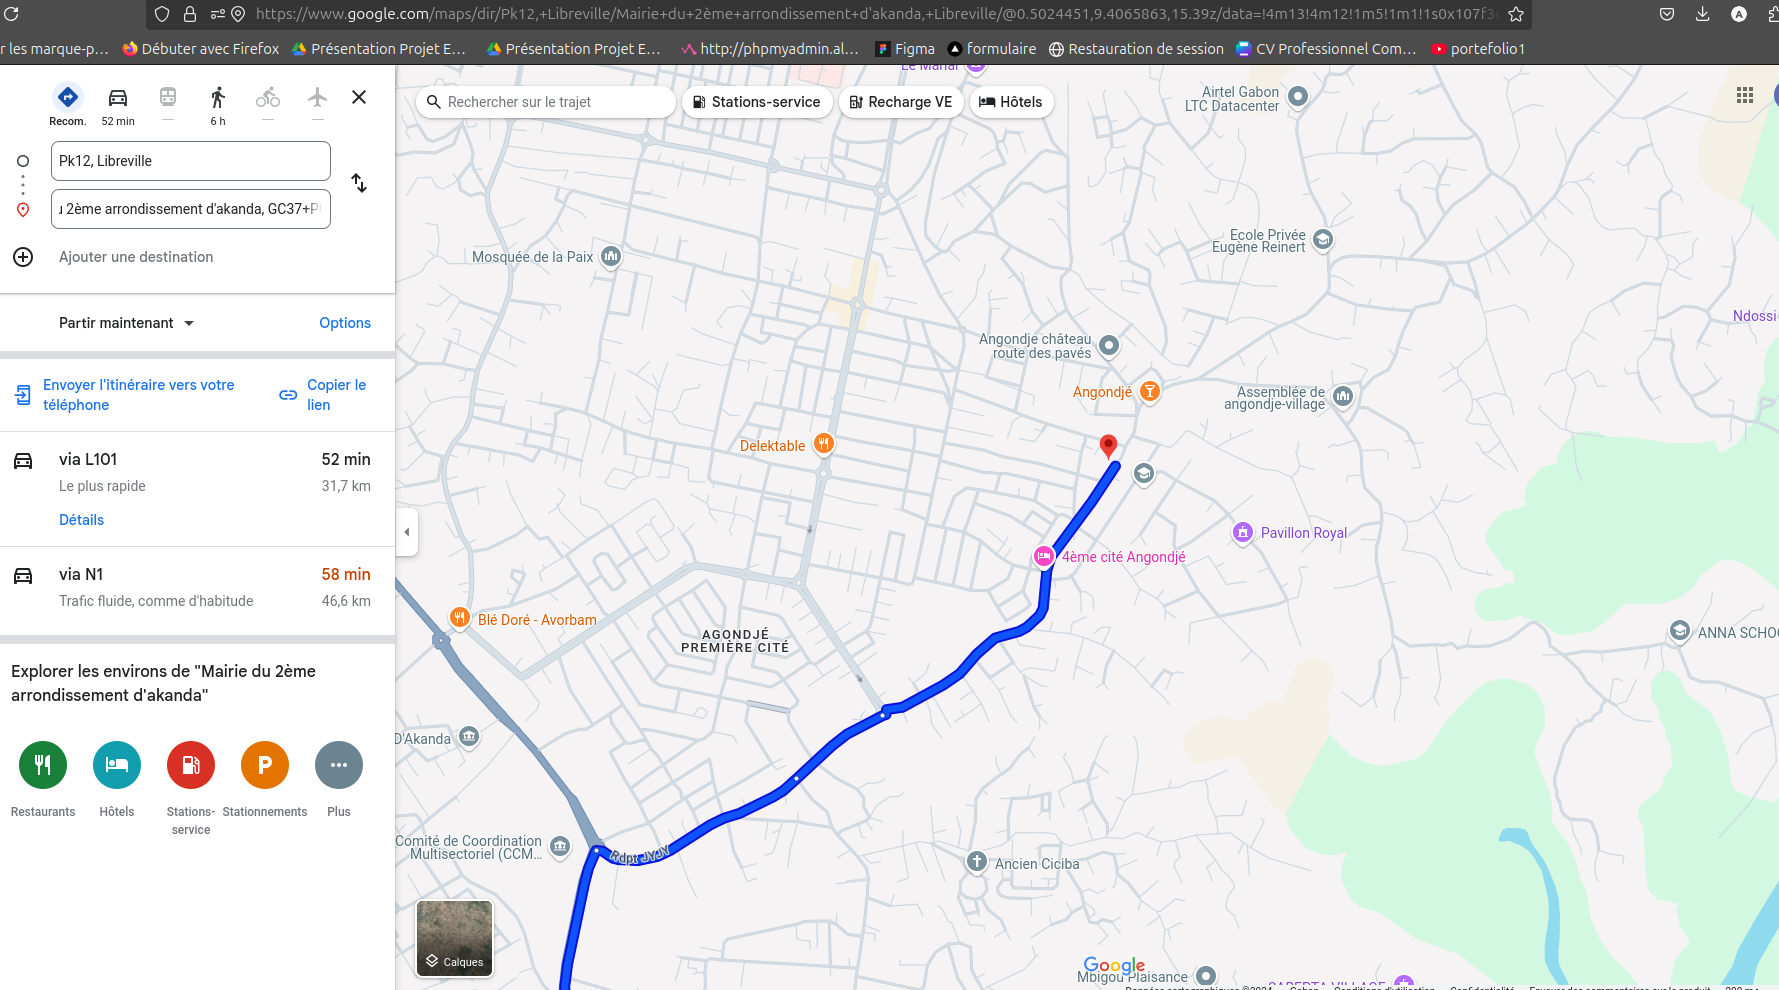 https://www.google.com/maps/dir/Pk12,+Libreville/Mairie+du+2ème+arrondissement+d'akanda,+Libreville/@0.5024451,9.4065863,15.39z/data=!4m13!4m12!1m5!1m1!1s0x107f3
r les marque-p…
Débuter avec Firefox
Présentation Projet E…
Présentation Projet E…
http://phpmyadmin.al…
Figma
formulaire
Restauration de session
CV Professionnel Com…
portefolio1
Recom.
52 min
6 h
Pk12, Libreville
2ème arrondissement d'akanda, GC37+P
Ajouter une destination
Partir maintenant
Options
Envoyer l'itinéraire vers votre
téléphone
Copier le
lien
via L101
52 min
Le plus rapide
31,7 km
Détails
via N1
58 min
Trafic fluide, comme d'habitude
46,6 km
Explorer les environs de "Mairie du 2ème
arrondissement d'akanda"
Restaurants
Hôtels
Stations-
service
Stationnements
Plus
Rechercher sur le trajet
Stations-service
Recharge VE
Hôtels
Airtel Gabon
LTC Datacenter
Ecole Privée
Eugène Reinert
Mosquée de la Paix
Ndossi
Angondje château
route des pavés
Angondjé
Assemblée de
angondje-village
Delektable
Pavillon Royal
4ème cité Angondjé
Blé Doré - Avorbam
AGONDJÉ
PREMIÈRE CITÉ
ANNA SCHOO
D'Akanda
Comité de Coordination
Multisectoriel (CCM...
Rdpt JYJY
Ancien Ciciba
Calques
Google
Mbigou Plaisance